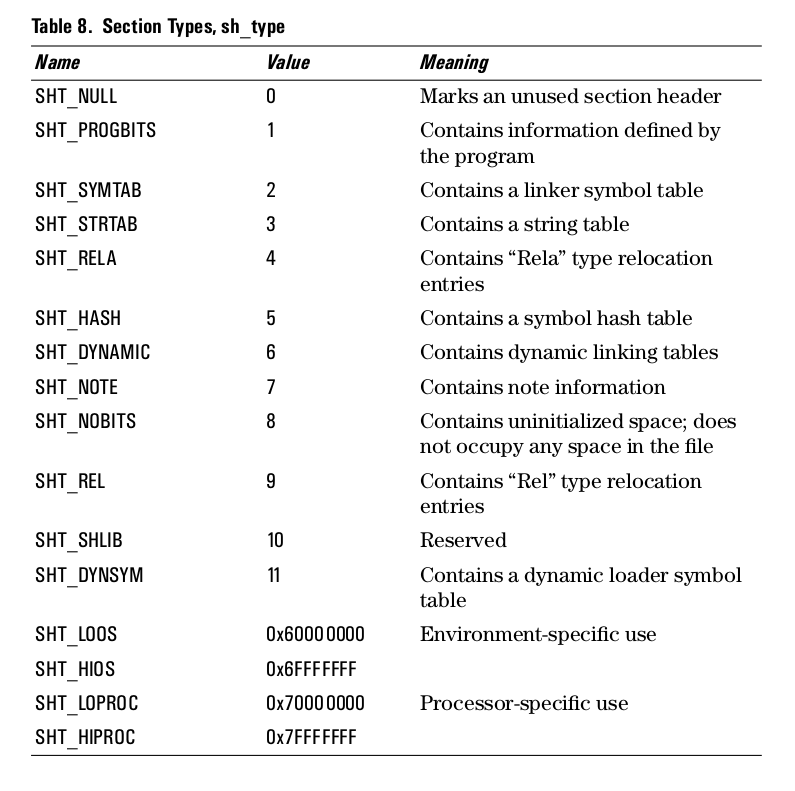 Table 8. Section Types, sh_type
Name Value Meaning
SHT_NULL 0 Marks an unused section header
SHT_PROGBITS 1 Contains information defined by
the program
SHT_SYMTAB 2 Contains a linker symbol table
SHT_STRTAB 3 Contains a string table
SHT_RELA 4 Contains “Rela” type relocation
entries
SHT_HASH 5 Contains a symbol hash table
SHT_DYNAMIC 6 Contains dynamic linking tables
SHT_NOTE 7 Contains note information
SHT_NOBITS 8 Contains uninitialized space; does
not occupy any space in the file
SHT_REL 9 Contains “Rel” type relocation
entries
SHT_SHLIB 10 Reserved
SHT_DYNSYM 11 Contains a dynamic loader symbol
table
SHT_LOOS 0x60000000 Environment-specific use
SHT_HIOS 0x6FFFFFFF
SHT_LOPROC 0x70000000 Processor-specific use
SHT_HIPROC 0x7FFFFFFF